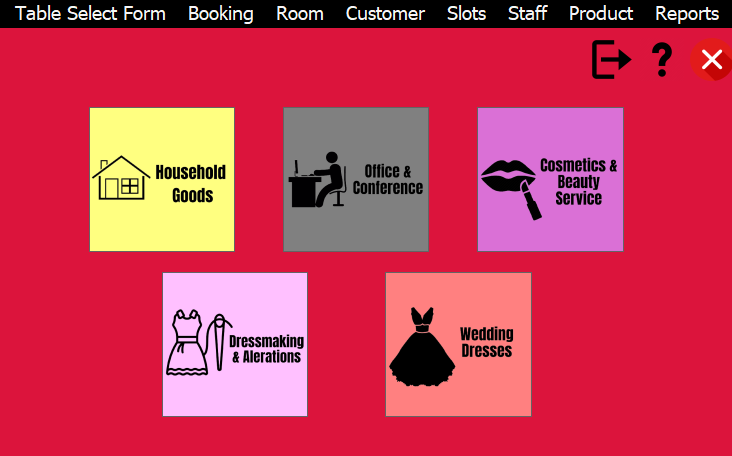 Table Select Form Booking Room Customer Slots Staff Product Reports
?
Household
Goods
Office &
Conference
Cosmetics &
Beauty
Service
Dressmaking
& Alerations
Wedding
Dresses